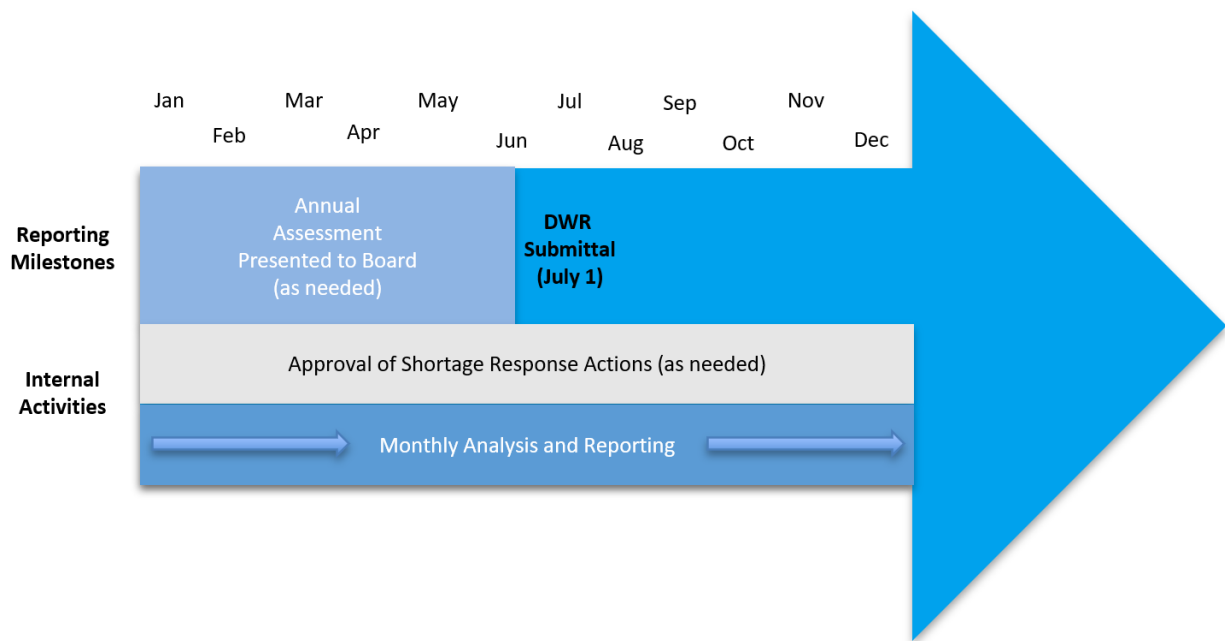 Jan
Feb
Mar
Apr
May
Jun
Jul
Aug
Sep
Oct
Nov
Dec
Reporting
Milestones
Annual
Assessment
Presented to Board
(as needed)
DWR
Submittal
(July 1)
Internal
Activities
Approval of Shortage Response Actions (as needed)
Monthly Analysis and Reporting